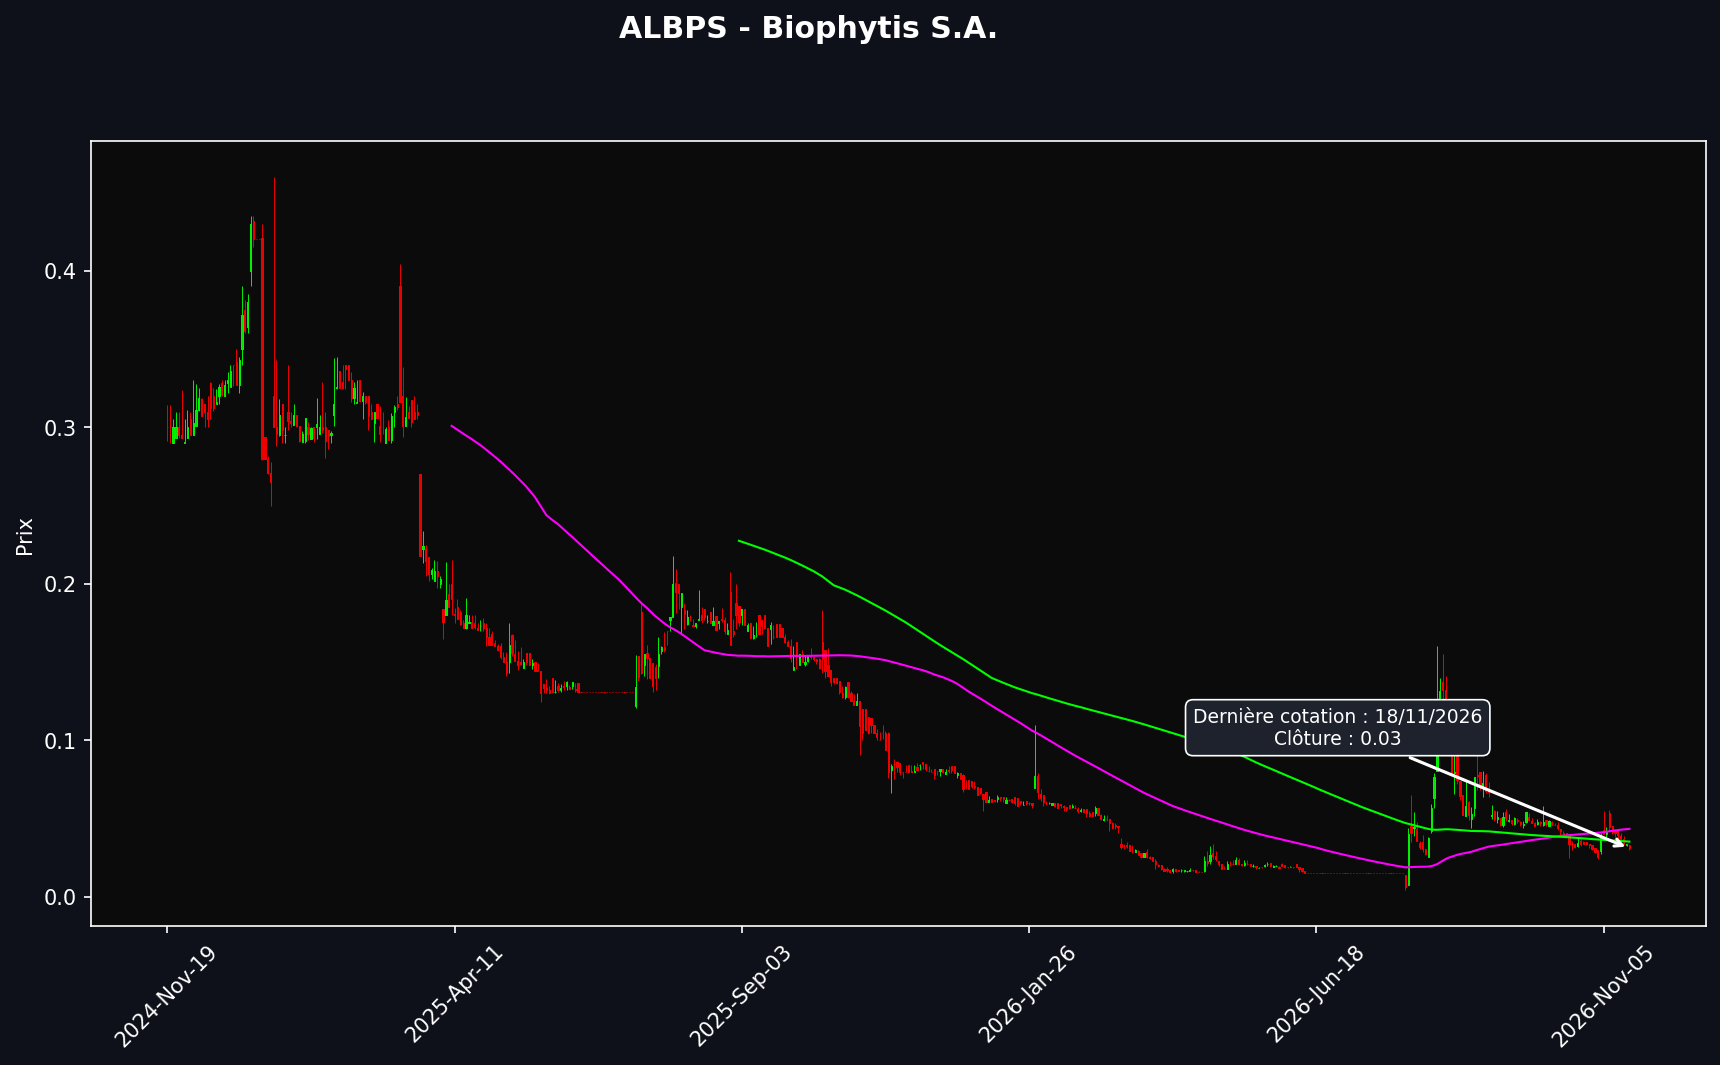 ALBPS - Biophytis S.A.
Prix
0.4
0.3
0.2
0.1
0.0
Dernière cotation : 18/11/2026
Clôture : 0.03
2024-Nov-19
2025-Apr-11
2025-Sep-03
2026-Jan-26
2026-Jun-18
2026-Nov-05